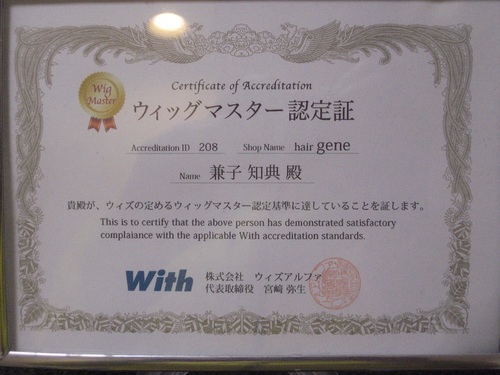 Certificate of Accreditation
Wig
Master
ウィッグマスター認定証
Accreditation ID 208 Shop Name hair gene
Name 兼子 知典 殿
貴殿が、ウィズの定めるウィッグマスター認定基準に達していることを証します。
This is to certify that the above person has demonstrated satisfactory
complaiance with the applicable With accreditation standards.
With 株式会社 ウィズアルファ
代表取締役 宮崎 弥生